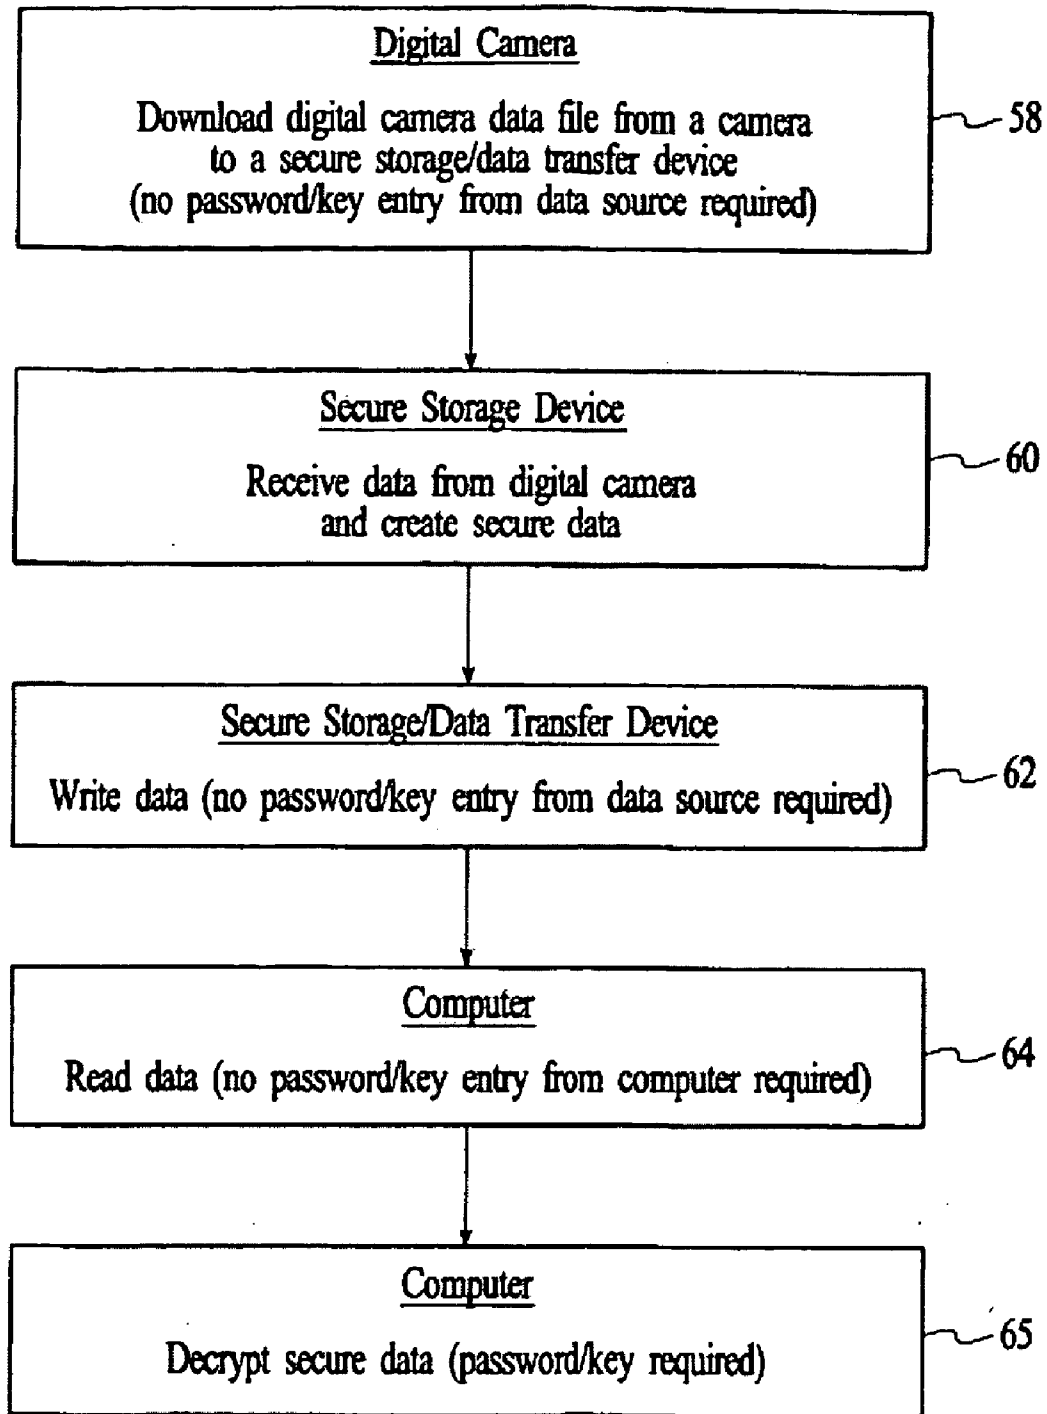 Digital Camera
Download digital camera data file from a camera
to a secure storage/data transfer device
(no password/key entry from data source required)
58
Secure Storage Device
Receive data from digital camera
and create secure data
60
Secure Storage/Data Transfer Device
Write data (no password/key entry from data source required)
62
Computer
Read data (no password/key entry from computer required)
64
Computer
Decrypt secure data (password/key required)
65